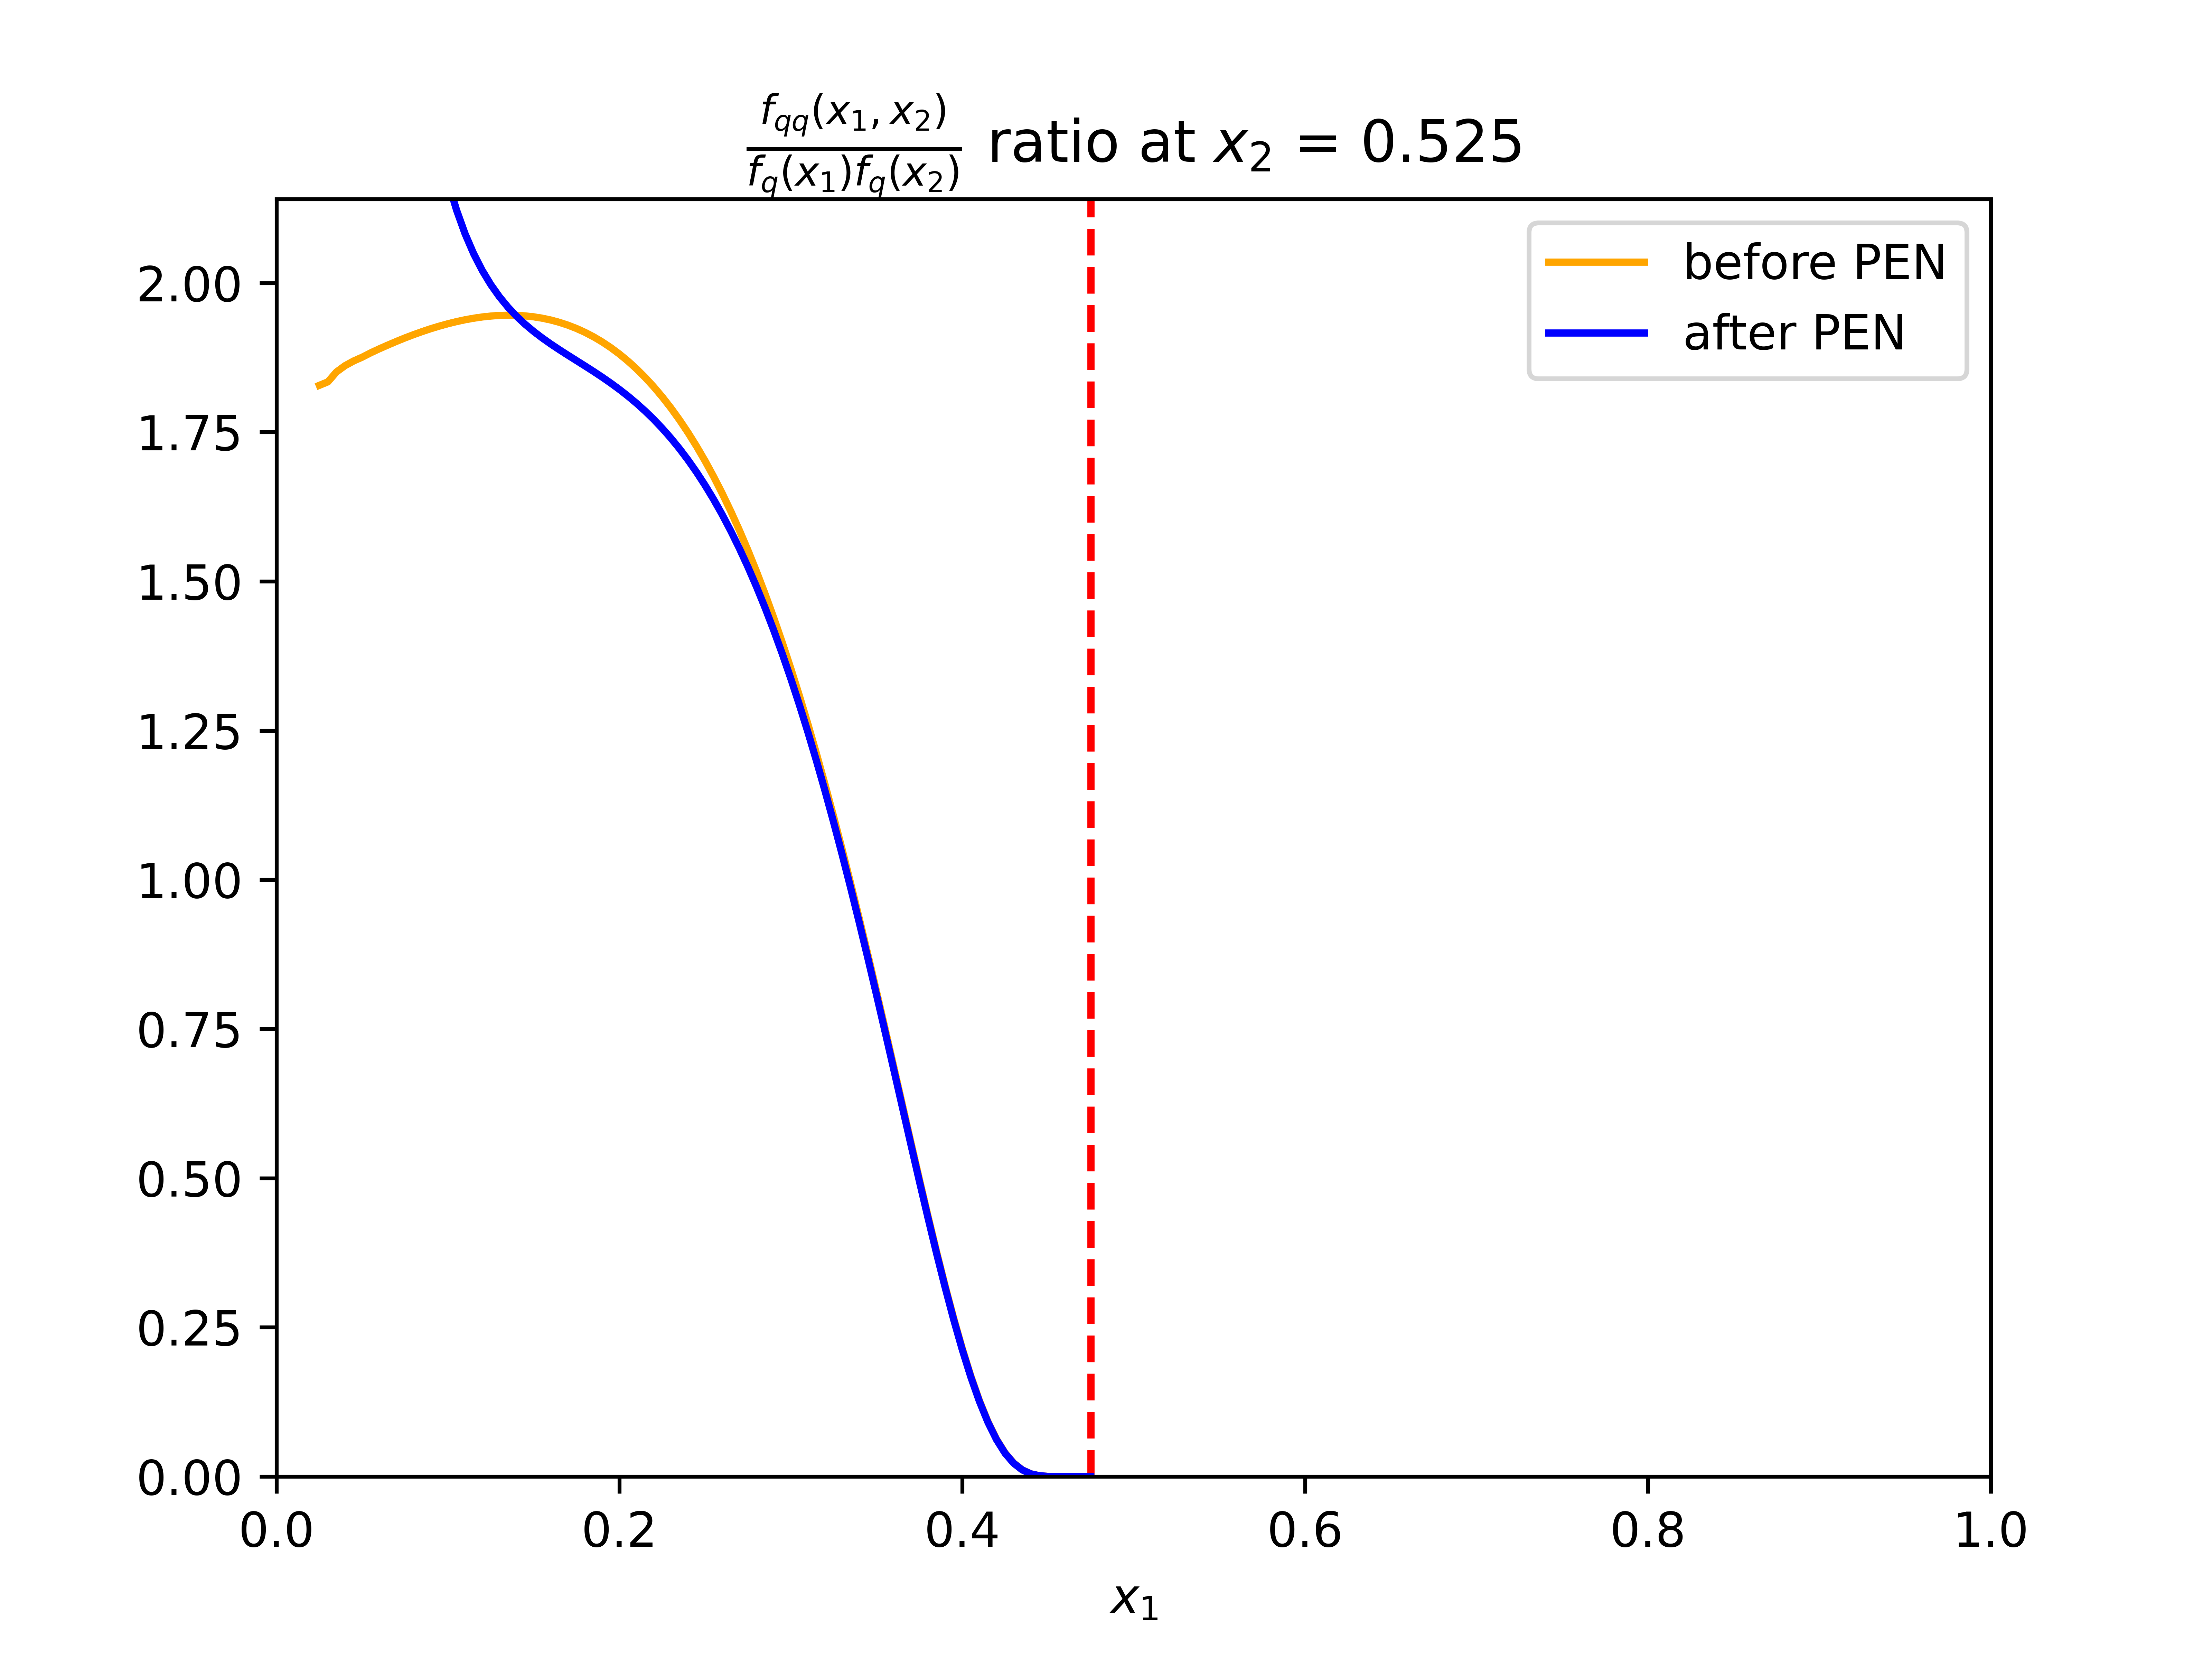 f_{qq}(x_1, x_2)
f_q(x_1)f_q(x_2)
ratio at x_2 = 0.525
before PEN
after PEN
2.00
1.75
1.50
1.25
1.00
0.75
0.50
0.25
0.00
0.0 0.2 0.4 0.6 0.8 1.0
x_1